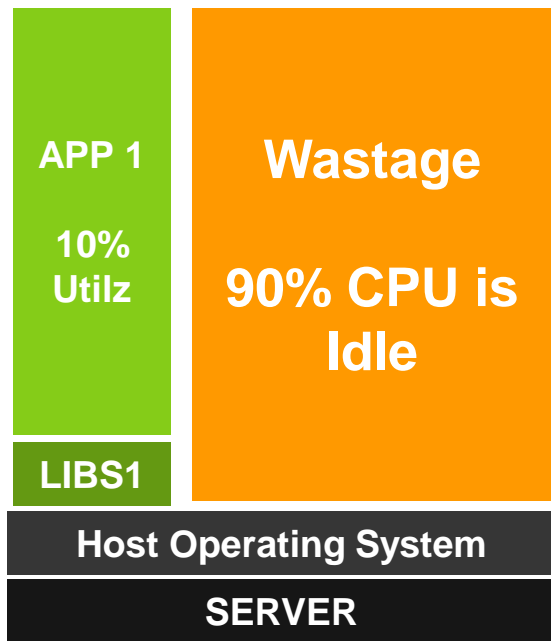 APP 1
10%
Utilz
Wastage
90% CPU is
Idle
LIBS1
Host Operating System
SERVER